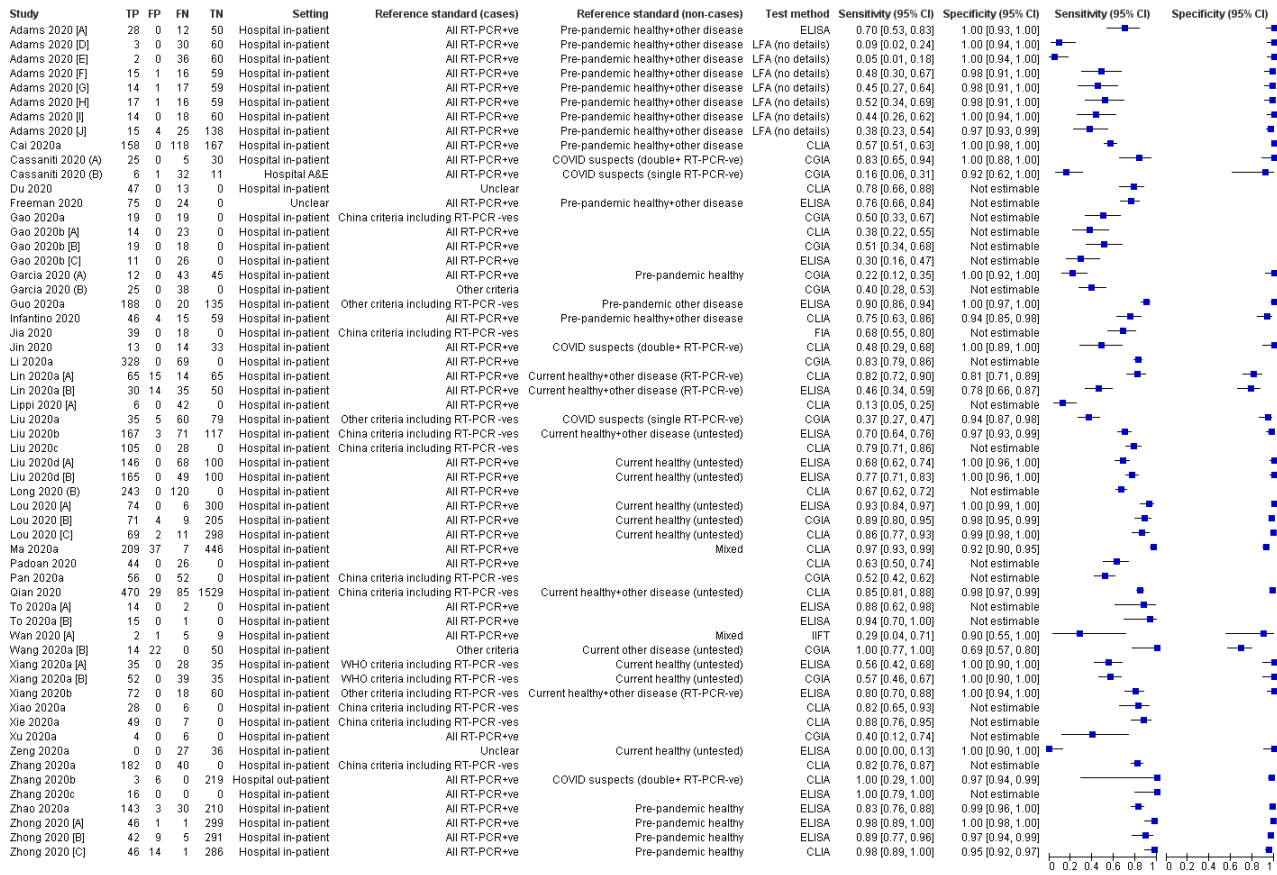 Study TP FP FN TN Setting Reference standard (cases) Reference standard (non-cases) Test method Sensitivity (95% CI) Specificity (95% CI) Sensitivity (95% CI) Specificity (95% CI)
Adams 2020 [A] 28 0 12 50 Hospital in-patient All RT-PCR+ve Pre-pandemic healthy+other disease ELISA 0.70 [0.53, 0.83] 1.00 [0.93, 1.00]
Adams 2020 [D] 3 0 30 60 Hospital in-patient All RT-PCR+ve Pre-pandemic healthy+other disease LFA (no details) 0.09 [0.02, 0.24] 1.00 [0.94, 1.00]
Adams 2020 [E] 2 0 36 60 Hospital in-patient All RT-PCR+ve Pre-pandemic healthy+other disease LFA (no details) 0.05 [0.01, 0.18] 1.00 [0.94, 1.00]
Adams 2020 [F] 15 1 16 59 Hospital in-patient All RT-PCR+ve Pre-pandemic healthy+other disease LFA (no details) 0.48 [0.30, 0.67] 0.98 [0.91, 1.00]
Adams 2020 [G] 14 1 17 59 Hospital in-patient All RT-PCR+ve Pre-pandemic healthy+other disease LFA (no details) 0.45 [0.27, 0.64] 0.98 [0.91, 1.00]
Adams 2020 [H] 17 1 16 59 Hospital in-patient All RT-PCR+ve Pre-pandemic healthy+other disease LFA (no details) 0.52 [0.34, 0.69] 0.98 [0.91, 1.00]
Adams 2020 [I] 14 0 18 60 Hospital in-patient All RT-PCR+ve Pre-pandemic healthy+other disease LFA (no details) 0.44 [0.26, 0.62] 1.00 [0.94, 1.00]
Adams 2020 [J] 15 4 25 138 Hospital in-patient All RT-PCR+ve Pre-pandemic healthy+other disease LFA (no details) 0.38 [0.23, 0.54] 0.97 [0.93, 0.99]
Cai 2020a 158 0 118 167 Hospital in-patient All RT-PCR+ve Pre-pandemic healthy+other disease CLIA 0.57 [0.51, 0.63] 1.00 [0.98, 1.00]
Cassaniti 2020 (A) 25 0 5 30 Hospital in-patient All RT-PCR+ve COVID suspects (double+ RT-PCR-ve) CGIA 0.83 [0.65, 0.94] 1.00 [0.88, 1.00]
Cassaniti 2020 (B) 6 1 32 11 Hospital A&E All RT-PCR+ve COVID suspects (single RT-PCR-ve) CGIA 0.16 [0.06, 0.31] 0.92 [0.62, 1.00]
Du 2020 47 0 13 0 Hospital in-patient Unclear CLIA 0.78 [0.66, 0.88] Not estimable
Freeman 2020 75 0 24 0 Unclear All RT-PCR+ve Pre-pandemic healthy+other disease ELISA 0.76 [0.66, 0.84] Not estimable
Gao 2020a 19 0 19 0 Hospital in-patient China criteria including RT-PCR -ves CGIA 0.50 [0.33, 0.67] Not estimable
Gao 2020b [A] 14 0 23 0 Hospital in-patient All RT-PCR+ve CLIA 0.38 [0.22, 0.55] Not estimable
Gao 2020b [B] 19 0 18 0 Hospital in-patient All RT-PCR+ve CGIA 0.51 [0.34, 0.68] Not estimable
Gao 2020b [C] 11 0 26 0 Hospital in-patient All RT-PCR+ve ELISA 0.30 [0.16, 0.47] Not estimable
Garcia 2020 (A) 12 0 43 45 Hospital in-patient All RT-PCR+ve Pre-pandemic healthy CGIA 0.22 [0.12, 0.35] 1.00 [0.92, 1.00]
Garcia 2020 (B) 25 0 38 0 Hospital in-patient Other criteria CGIA 0.40 [0.28, 0.53] Not estimable
Guo 2020a 188 0 20 135 Hospital in-patient Other criteria including RT-PCR -ves Pre-pandemic other disease ELISA 0.90 [0.86, 0.94] 1.00 [0.97, 1.00]
Infantino 2020 46 4 15 59 Hospital in-patient All RT-PCR+ve Pre-pandemic healthy+other disease CLIA 0.75 [0.63, 0.86] 0.94 [0.85, 0.98]
Jia 2020 39 0 18 0 Hospital in-patient China criteria including RT-PCR -ves FIA 0.68 [0.55, 0.80] Not estimable
Jin 2020 13 0 14 33 Hospital in-patient All RT-PCR+ve COVID suspects (double+ RT-PCR-ve) CLIA 0.48 [0.29, 0.68] 1.00 [0.89, 1.00]
Li 2020a 328 0 69 0 Hospital in-patient All RT-PCR+ve CGIA 0.83 [0.79, 0.86] Not estimable
Lin 2020a [A] 65 15 14 65 Hospital in-patient All RT-PCR+ve Current healthy+other disease (RT-PCR-ve) CLIA 0.82 [0.72, 0.90] 0.81 [0.71, 0.89]
Lin 2020a [B] 30 14 35 50 Hospital in-patient All RT-PCR+ve Current healthy+other disease (RT-PCR-ve) ELISA 0.46 [0.34, 0.59] 0.78 [0.66, 0.87]
Lippi 2020 [A] 6 0 42 0 Hospital in-patient All RT-PCR+ve CLIA 0.13 [0.05, 0.25] Not estimable
Liu 2020a 35 5 60 79 Hospital in-patient Other criteria including RT-PCR -ves COVID suspects (single RT-PCR-ve) CGIA 0.37 [0.27, 0.47] 0.94 [0.87, 0.98]
Liu 2020b 167 3 71 117 Hospital in-patient China criteria including RT-PCR -ves Current healthy+other disease (untested) ELISA 0.70 [0.64, 0.76] 0.97 [0.93, 0.99]
Liu 2020c 105 0 28 0 Hospital in-patient China criteria including RT-PCR -ves CLIA 0.79 [0.71, 0.86] Not estimable
Liu 2020d [A] 146 0 68 100 Hospital in-patient All RT-PCR+ve Current healthy (untested) ELISA 0.68 [0.62, 0.74] 1.00 [0.96, 1.00]
Liu 2020d [B] 165 0 49 100 Hospital in-patient All RT-PCR+ve Current healthy (untested) ELISA 0.77 [0.71, 0.83] 1.00 [0.96, 1.00]
Long 2020 (B) 243 0 120 0 Hospital in-patient All RT-PCR+ve CLIA 0.67 [0.62, 0.72] Not estimable
Lou 2020 [A] 74 0 6 300 Hospital in-patient All RT-PCR+ve Current healthy (untested) ELISA 0.93 [0.84, 0.97] 1.00 [0.99, 1.00]
Lou 2020 [B] 71 4 9 205 Hospital in-patient All RT-PCR+ve Current healthy (untested) CGIA 0.89 [0.80, 0.95] 0.98 [0.95, 0.99]
Lou 2020 [C] 69 2 11 298 Hospital in-patient All RT-PCR+ve Current healthy (untested) CLIA 0.86 [0.77, 0.93] 0.99 [0.98, 1.00]
Ma 2020a 209 37 7 446 Hospital in-patient All RT-PCR+ve Mixed CLIA 0.97 [0.93, 0.99] 0.92 [0.90, 0.95]
Padoan 2020 44 0 26 0 Hospital in-patient All RT-PCR+ve CLIA 0.63 [0.50, 0.74] Not estimable
Pan 2020a 56 0 52 0 Hospital in-patient China criteria including RT-PCR -ves CGIA 0.52 [0.42, 0.62] Not estimable
Qian 2020 470 29 85 1529 Hospital in-patient China criteria including RT-PCR -ves Current healthy+other disease (untested) CLIA 0.85 [0.81, 0.88] 0.98 [0.97, 0.99]
To 2020a [A] 14 0 2 0 Hospital in-patient All RT-PCR+ve ELISA 0.88 [0.62, 0.98] Not estimable
To 2020a [B] 15 0 1 0 Hospital in-patient All RT-PCR+ve ELISA 0.94 [0.70, 1.00] Not estimable
Wan 2020 [A] 2 1 5 9 Hospital in-patient All RT-PCR+ve Mixed IIFT 0.29 [0.04, 0.71] 0.90 [0.55, 1.00]
Wang 2020a [B] 14 22 0 50 Hospital in-patient Other criteria Current other disease (untested) CGIA 1.00 [0.77, 1.00] 0.69 [0.57, 0.80]
Xiang 2020a [A] 35 0 28 35 Hospital in-patient WHO criteria including RT-PCR -ves Current healthy (untested) ELISA 0.56 [0.42, 0.68] 1.00 [0.90, 1.00]
Xiang 2020a [B] 52 0 39 35 Hospital in-patient WHO criteria including RT-PCR -ves Current healthy (untested) CGIA 0.57 [0.46, 0.67] 1.00 [0.90, 1.00]
Xiang 2020b 72 0 18 60 Hospital in-patient Other criteria including RT-PCR -ves Current healthy+other disease (RT-PCR-ve) ELISA 0.80 [0.70, 0.88] 1.00 [0.94, 1.00]
Xiao 2020a 28 0 6 0 Hospital in-patient China criteria including RT-PCR -ves CLIA 0.82 [0.65, 0.93] Not estimable
Xie 2020a 49 0 7 0 Hospital in-patient China criteria including RT-PCR -ves CLIA 0.88 [0.76, 0.95] Not estimable
Xu 2020a 4 0 6 0 Hospital in-patient All RT-PCR+ve CGIA 0.40 [0.12, 0.74] Not estimable
Zeng 2020a 0 0 27 36 Hospital in-patient Unclear Current healthy (untested) ELISA 0.00 [0.00, 0.13] 1.00 [0.90, 1.00]
Zhang 2020a 182 0 40 0 Hospital in-patient China criteria including RT-PCR -ves CLIA 0.82 [0.76, 0.87] Not estimable
Zhang 2020b 3 6 0 219 Hospital out-patient All RT-PCR+ve COVID suspects (double+ RT-PCR-ve) CLIA 1.00 [0.29, 1.00] 0.97 [0.94, 0.99]
Zhang 2020c 16 0 0 0 Hospital in-patient All RT-PCR+ve ELISA 1.00 [0.79, 1.00] Not estimable
Zhao 2020a 143 3 30 210 Hospital in-patient All RT-PCR+ve Pre-pandemic healthy ELISA 0.83 [0.76, 0.88] 0.99 [0.96, 1.00]
Zhong 2020 [A] 46 1 1 299 Hospital in-patient All RT-PCR+ve Pre-pandemic healthy ELISA 0.98 [0.89, 1.00] 1.00 [0.98, 1.00]
Zhong 2020 [B] 42 9 5 291 Hospital in-patient All RT-PCR+ve Pre-pandemic healthy ELISA 0.89 [0.77, 0.96] 0.97 [0.94, 0.99]
Zhong 2020 [C] 46 14 1 286 Hospital in-patient All RT-PCR+ve Pre-pandemic healthy CLIA 0.98 [0.89, 1.00] 0.95 [0.92, 0.97]
0 0.2 0.4 0.6 0.8 1 0 0.2 0.4 0.6 0.8 1